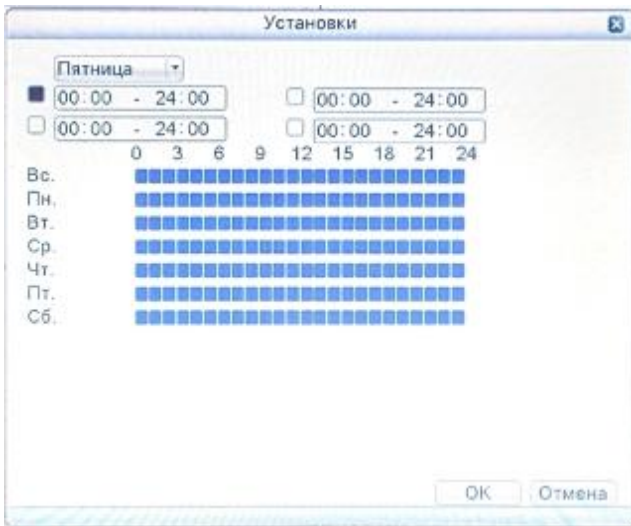 Установки
Пятница
00:00 - 24:00 00:00 - 24:00
00:00 - 24:00 00:00 - 24:00
0 3 6 9 12 15 18 21 24
Вс.
Пн.
Вт.
Ср.
Чт.
Пт.
Сб.
OK Отмена